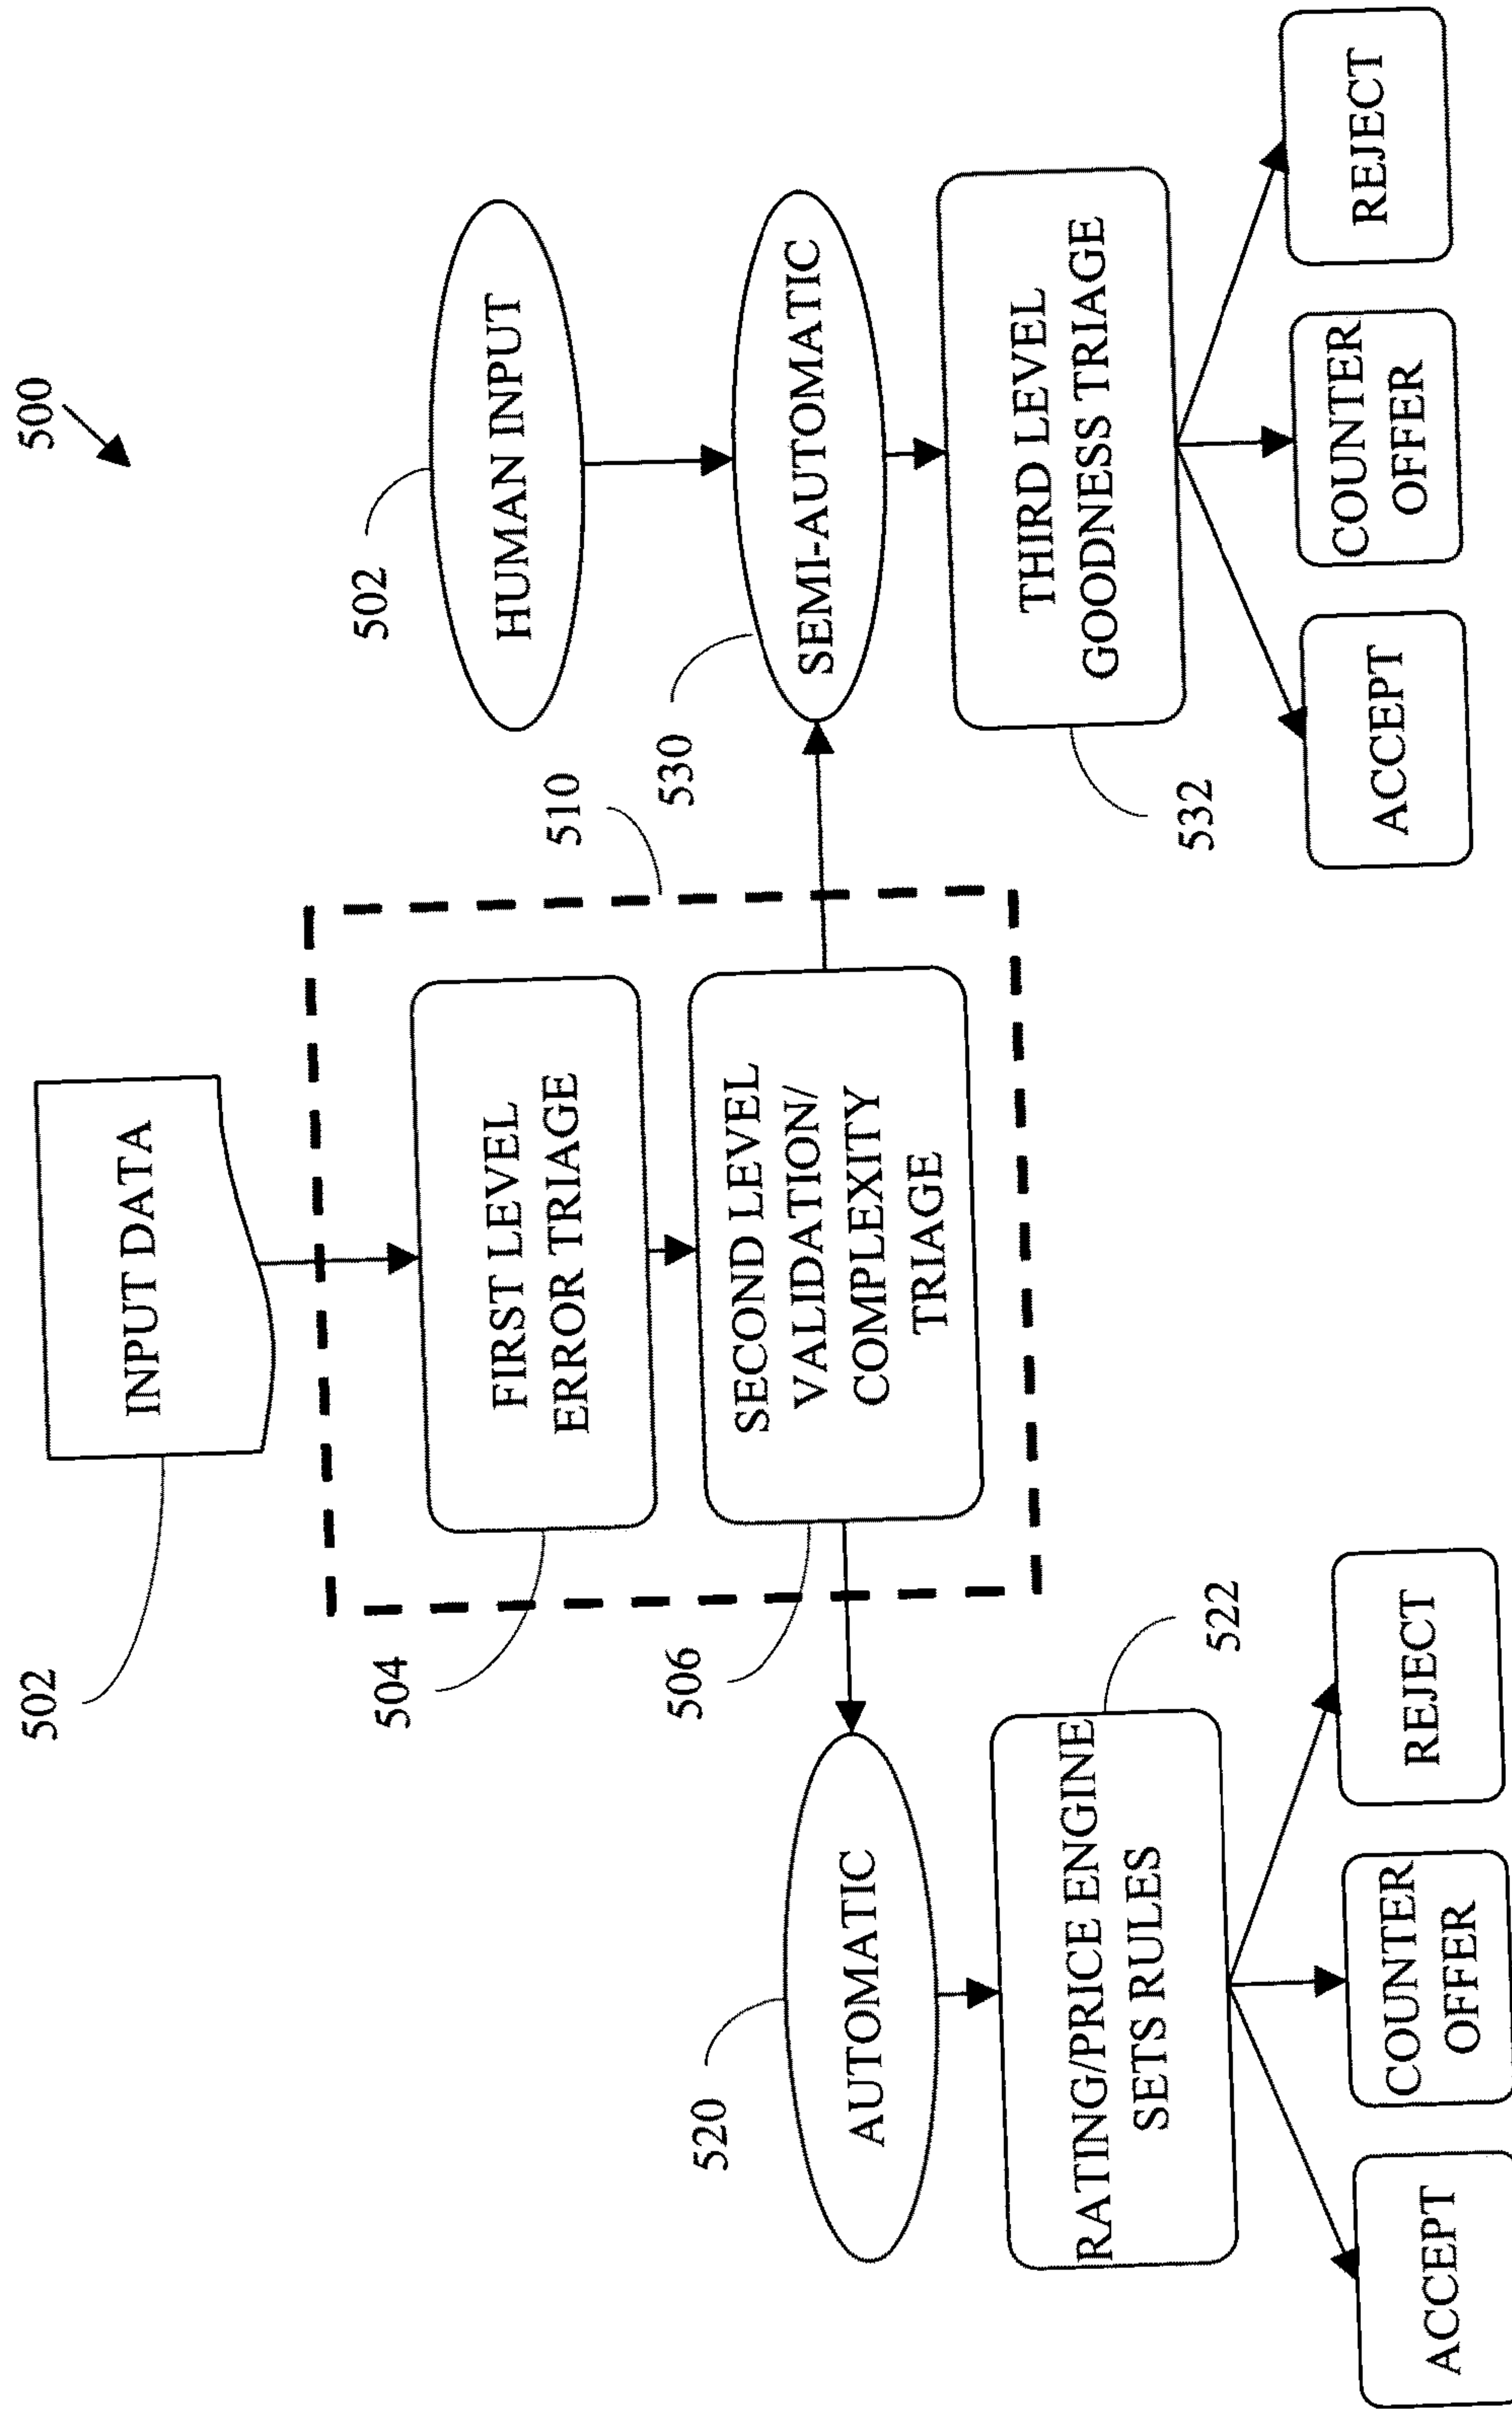 500
502
INPUT DATA
510
504
FIRST LEVEL
ERROR TRIAGE
506
SECOND LEVEL
VALIDATION/
COMPLEXITY
TRIAGE
502
HUMAN INPUT
530
SEMI-AUTOMATIC
532
THIRD LEVEL
GOODNESS TRIAGE
ACCEPT
COUNTER
OFFER
REJECT
520
AUTOMATIC
522
RATING/PRICE ENGINE
SETS RULES
ACCEPT
COUNTER
OFFER
REJECT